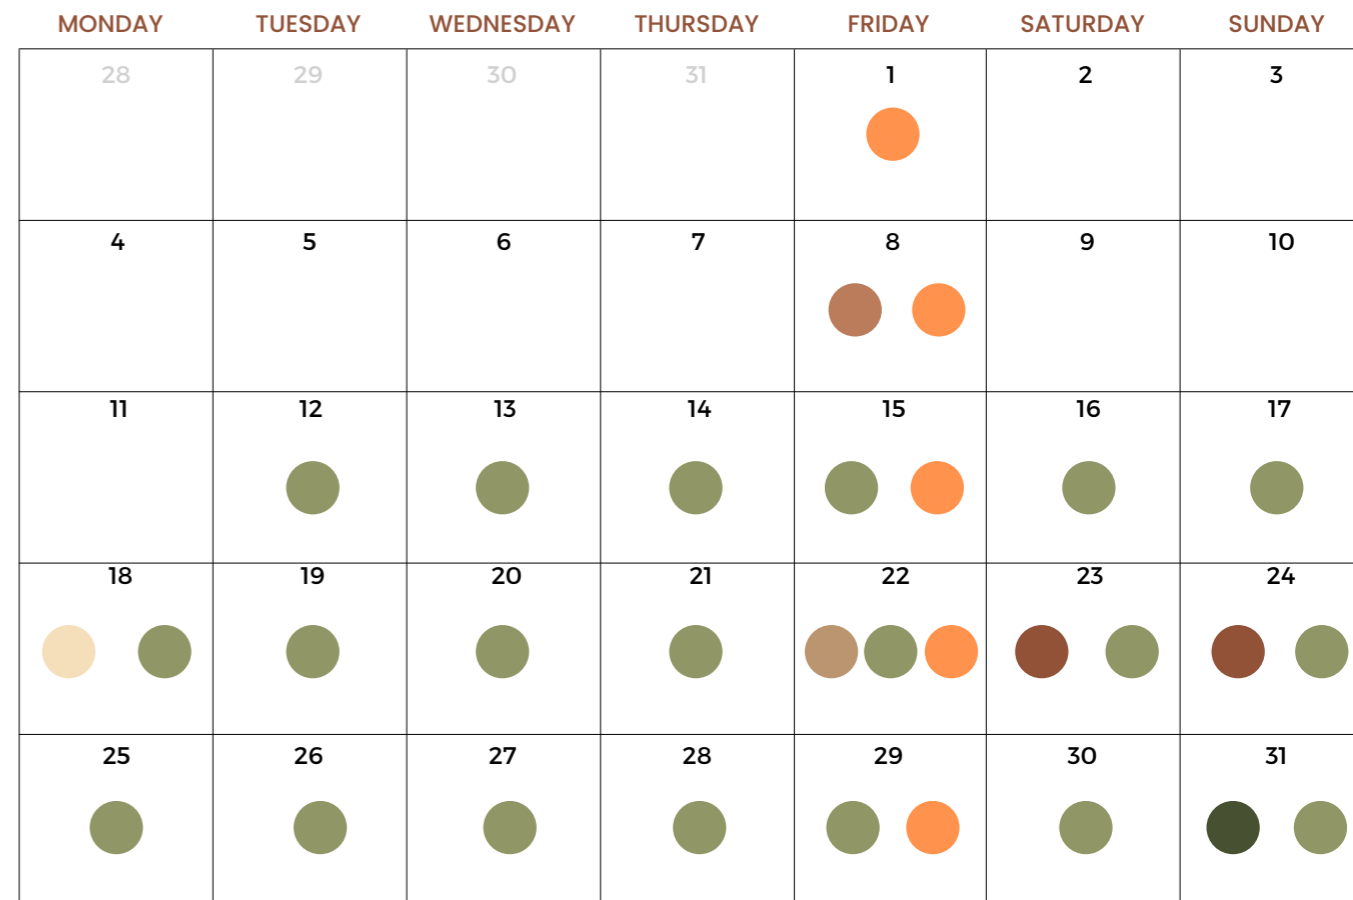 MONDAY TUESDAY WEDNESDAY THURSDAY FRIDAY SATURDAY SUNDAY
28 29 30 31 1 2 3
4 5 6 7 8 9 10
11 12 13 14 15 16 17
18 19 20 21 22 23 24
25 26 27 28 29 30 31